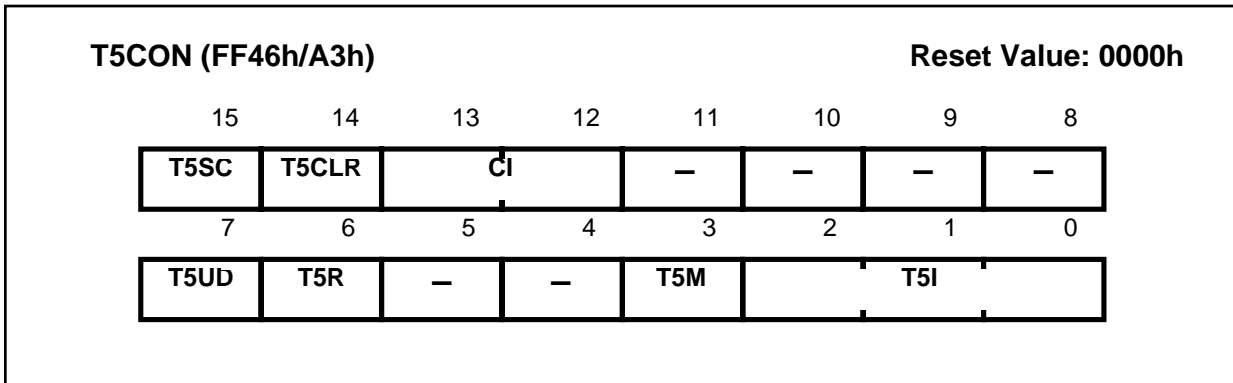 T5CON (FF46h/A3h) Reset Value: 0000h
15 14 13 12 11 10 9 8
T5SC T5CLR CI – – – –
7 6 5 4 3 2 1 0
T5UD T5R – – T5M T5I